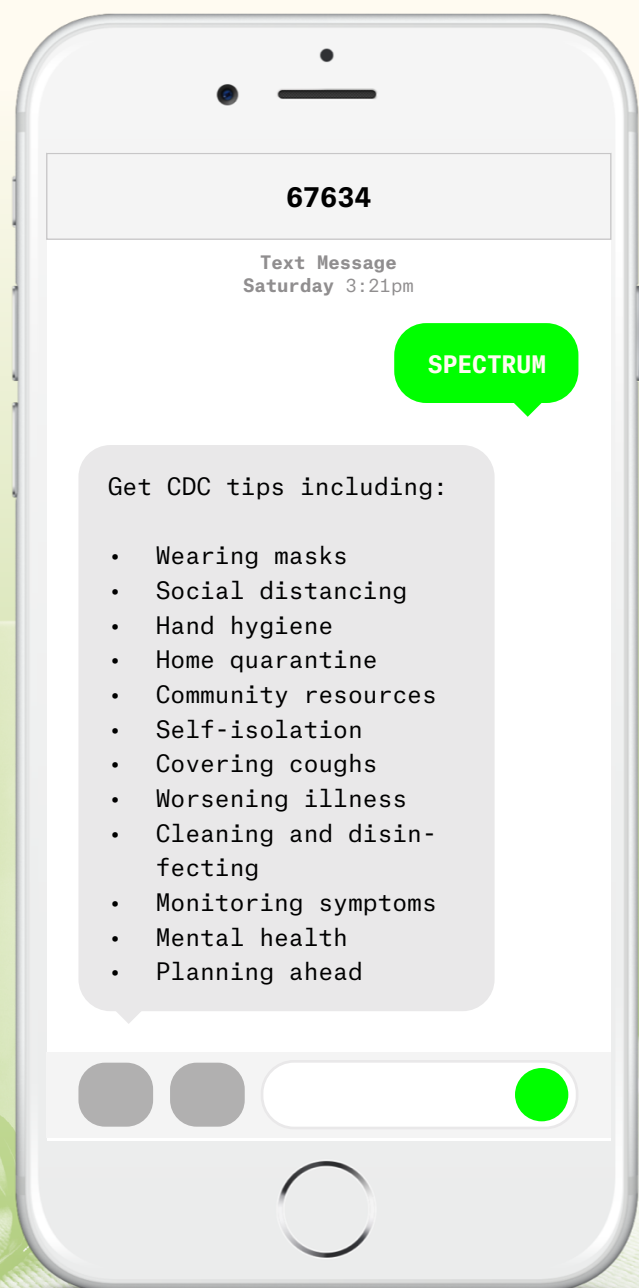 67634
Text Message
Saturday 3:21pm
SPECTRUM
Get CDC tips including:
• Wearing masks
• Social distancing
• Hand hygiene
• Home quarantine
• Community resources
• Self-isolation
• Covering coughs
• Worsening illness
• Cleaning and disin-
fecting
• Monitoring symptoms
• Mental health
• Planning ahead